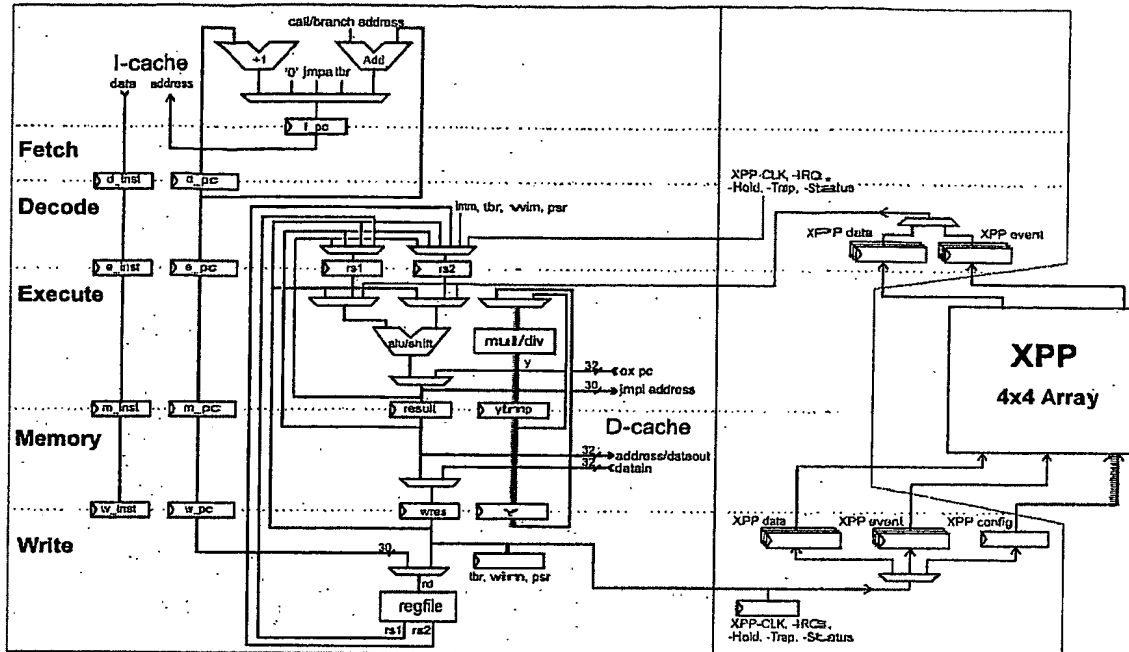 call/branch address
I-cache
+1
Add
data address
'0' jmpa tbr
f_pc
Fetch
d_inst
d_pc
XPP-CLK, -IRQs,
-Hold, -Trap, -Status
Decode
imm, tbr, wim, psr
XPP data
XPP event
e_inst
e_pc
rs1
rs2
Execute
alu/shift
mul/div
XPP
y
32
ex pc
30
jmpl address
4x4 Array
m_inst
m_pc
result
ytmp
Memory
D-cache
32
address/dataout
32
datain
w_inst
w_pc
wres
Y
XPP data
XPP event
XPP config
Write
30
tbr, wim, psr
rd
regfile
rs1 rs2
XPP-CLK, -IRQs,
-Hold, -Trap, -Status